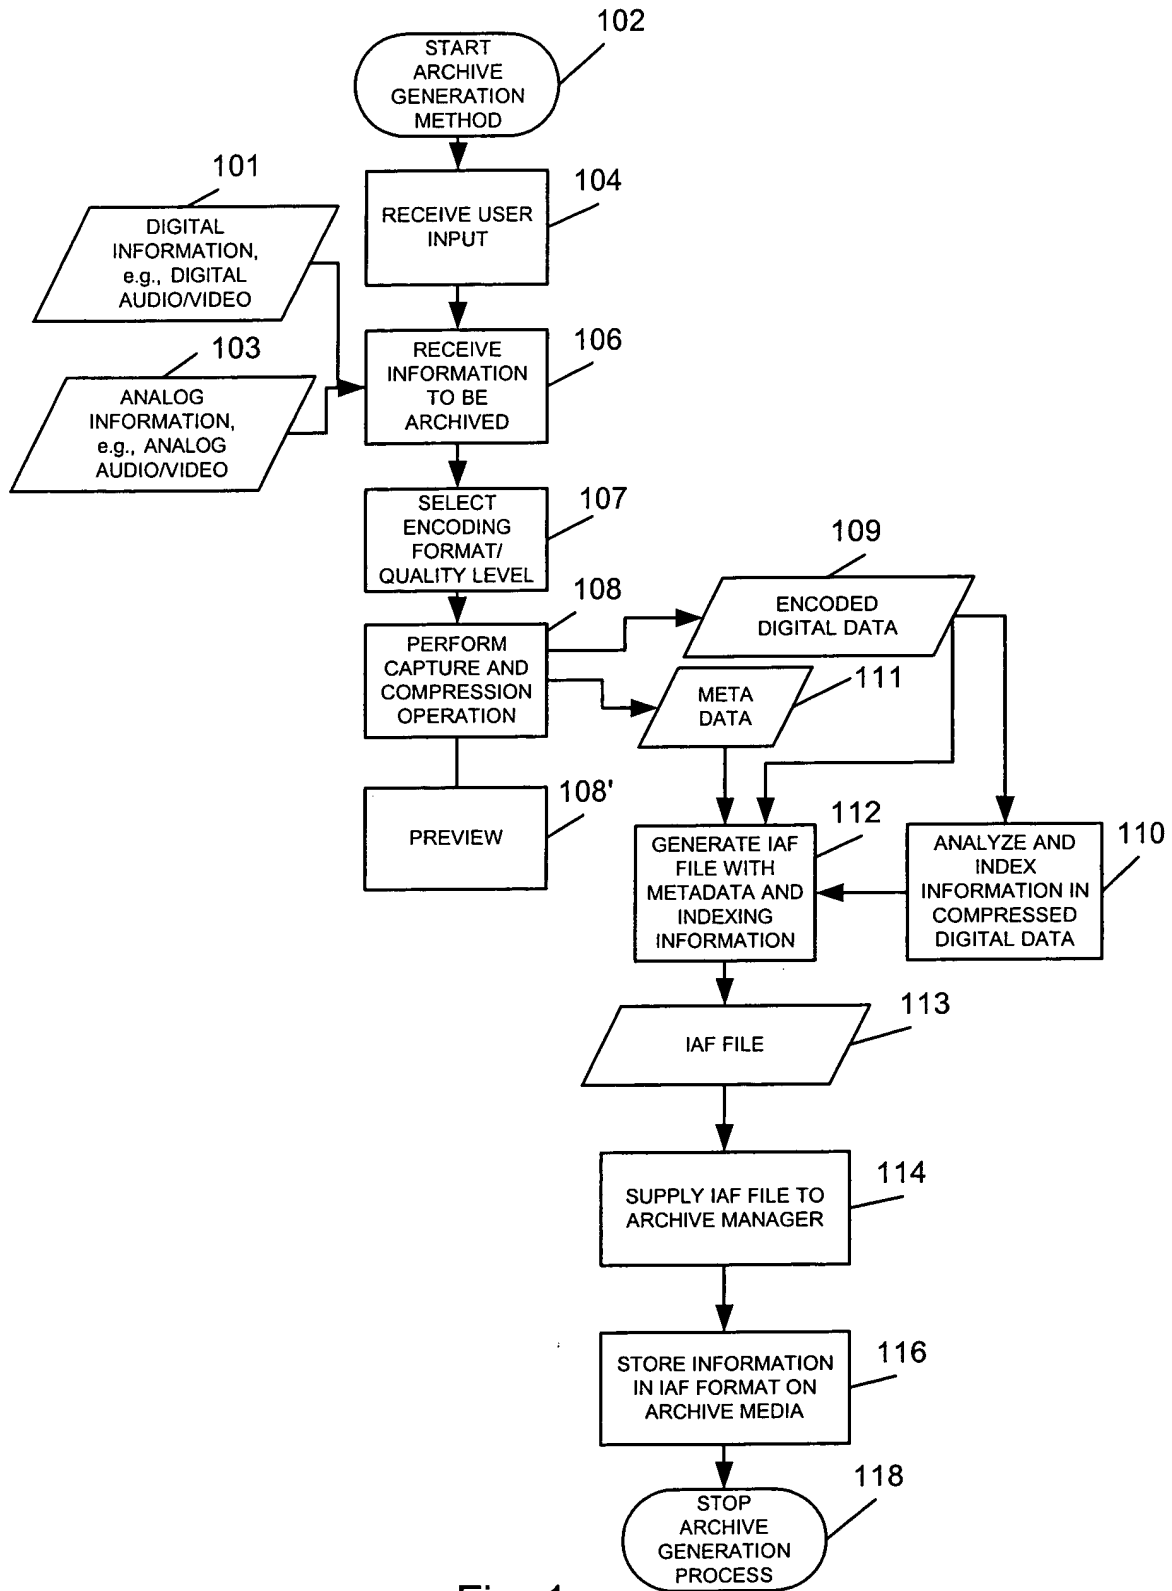 102
START
ARCHIVE
GENERATION
METHOD
101
DIGITAL
INFORMATION,
e.g., DIGITAL
AUDIO/VIDEO
104
RECEIVE USER
INPUT
103
ANALOG
INFORMATION,
e.g., ANALOG
AUDIO/VIDEO
106
RECEIVE
INFORMATION
TO BE
ARCHIVED
107
SELECT
ENCODING
FORMAT/
QUALITY LEVEL
108
PERFORM
CAPTURE AND
COMPRESSION
OPERATION
109
ENCODED
DIGITAL DATA
111
META
DATA
108'
PREVIEW
112
GENERATE IAF
FILE WITH
METADATA AND
INDEXING
INFORMATION
110
ANALYZE AND
INDEX
INFORMATION IN
COMPRESSED
DIGITAL DATA
113
IAF FILE
114
SUPPLY IAF FILE TO
ARCHIVE MANAGER
116
STORE INFORMATION
IN IAF FORMAT ON
ARCHIVE MEDIA
118
STOP
ARCHIVE
GENERATION
PROCESS